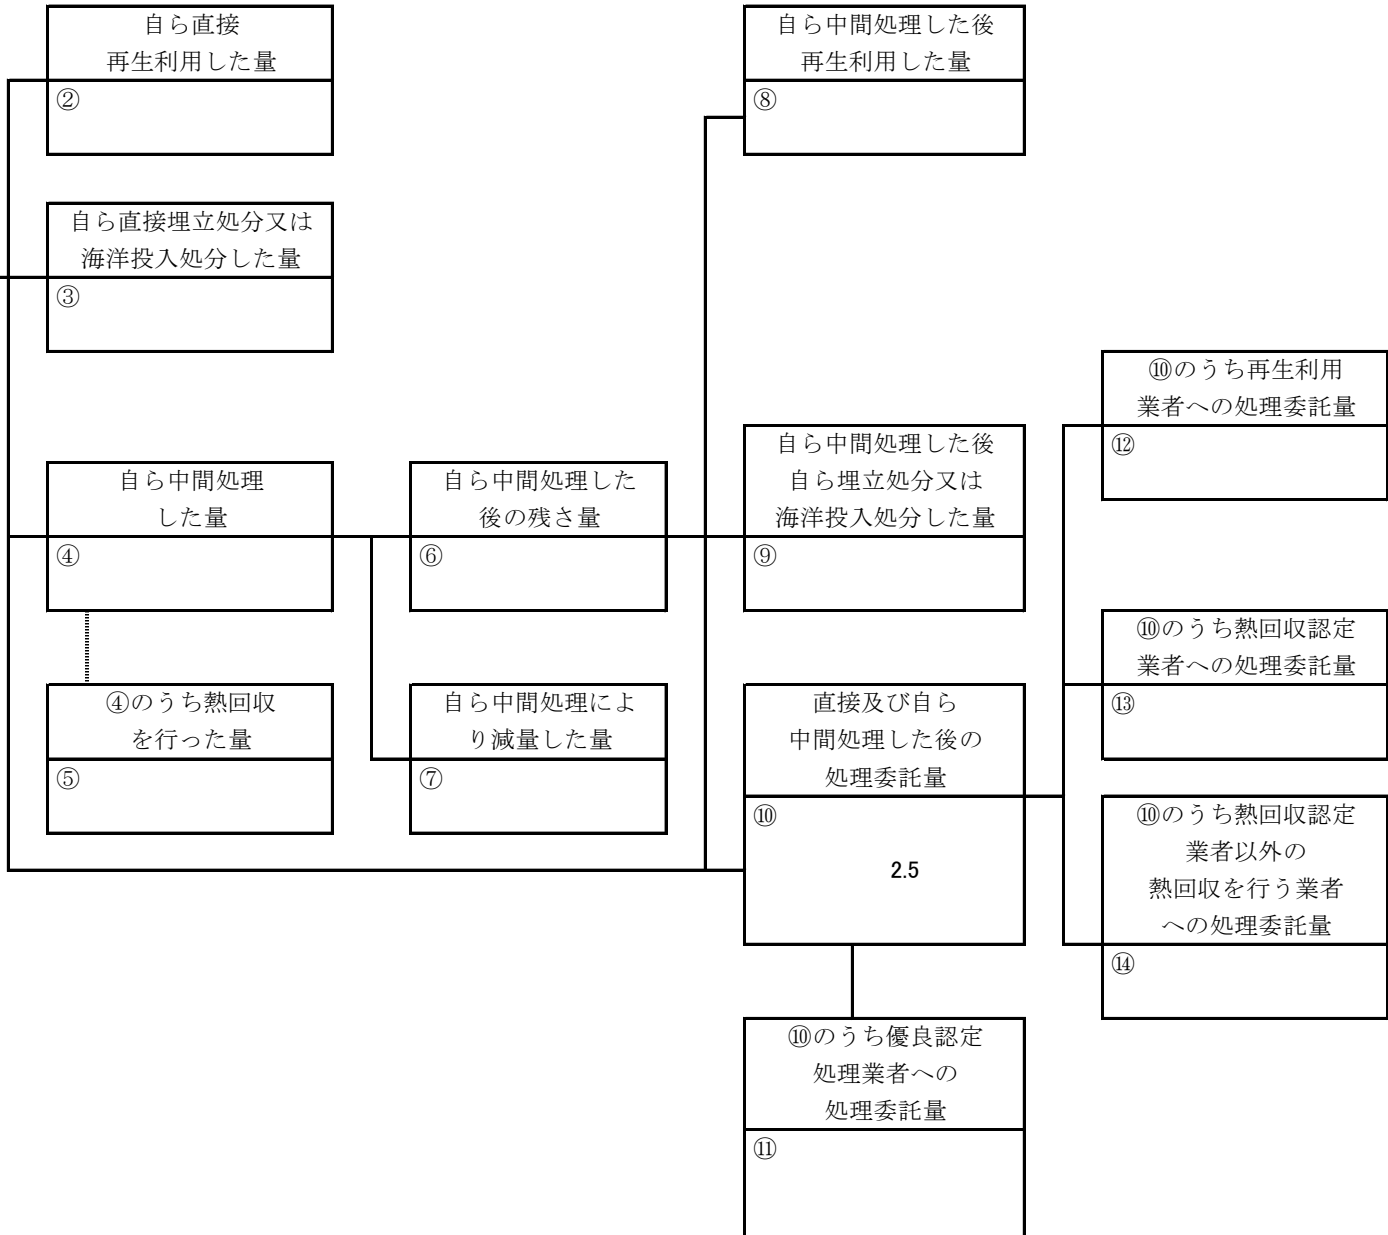 自ら直接
再生利用した量
②
自ら中間処理した後
再生利用した量
⑧
自ら直接埋立処分又は
海洋投入処分した量
③
⑩のうち再生利用
業者への処理委託量
⑫
自ら中間処理
した量
④
自ら中間処理した
後の残さ量
⑥
自ら中間処理した後
自ら埋立処分又は
海洋投入処分した量
⑨
⑩のうち熱回収認定
業者への処理委託量
⑬
④のうち熱回収
を行った量
⑤
自ら中間処理によ
り減量した量
⑦
直接及び自ら
中間処理した後の
処理委託量
⑩
2.5
⑩のうち熱回収認定
業者以外の
熱回収を行う業者
への処理委託量
⑭
⑩のうち優良認定
処理業者への
処理委託量
⑪